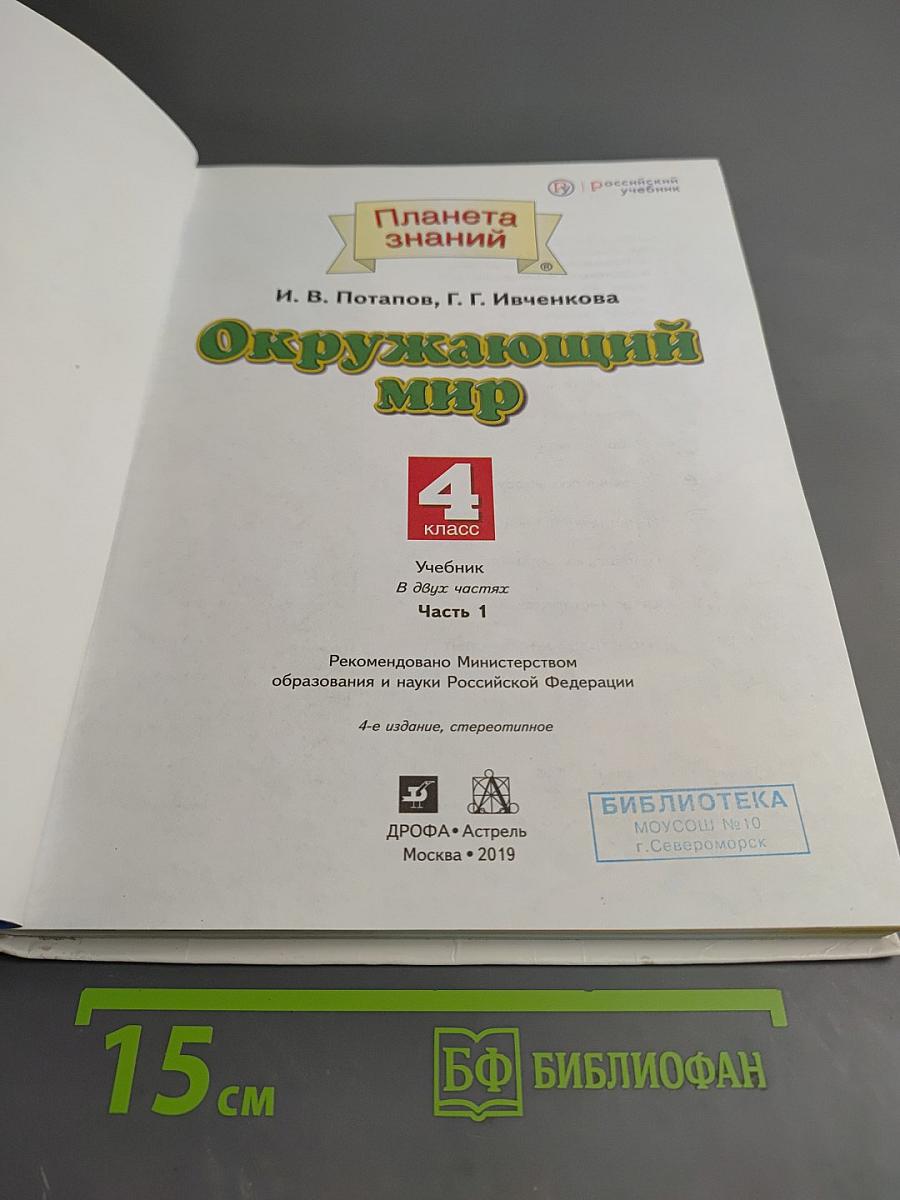 Российский
учебник
Планета
знаний
®
И. В. Потапов, Г. Г. Ивченкова
Окружающий
мир
4
класс
Учебник
В двух частях
Часть 1
Рекомендовано Министерством
образования и науки Российской Федерации
4-е издание, стереотипное
ДРОФА • Астрель
Москва • 2019
БИБЛИОТЕКА
МОУСОШ №10
г.Североморск
15 см
БФ БИБЛИОФАН